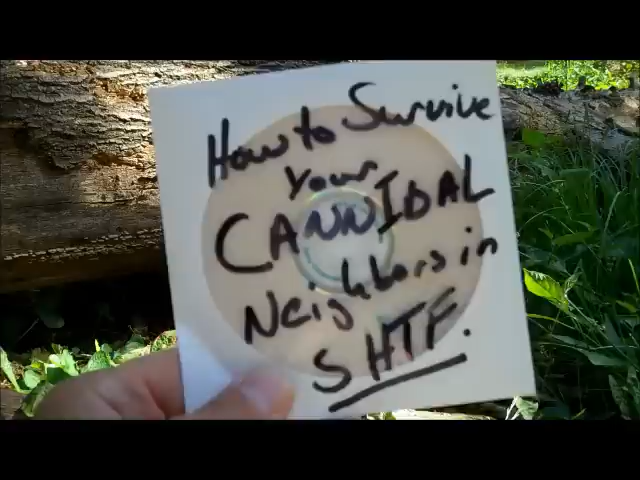 How to Survive
Your
CANNIBAL
Neighbors in
SHTF.